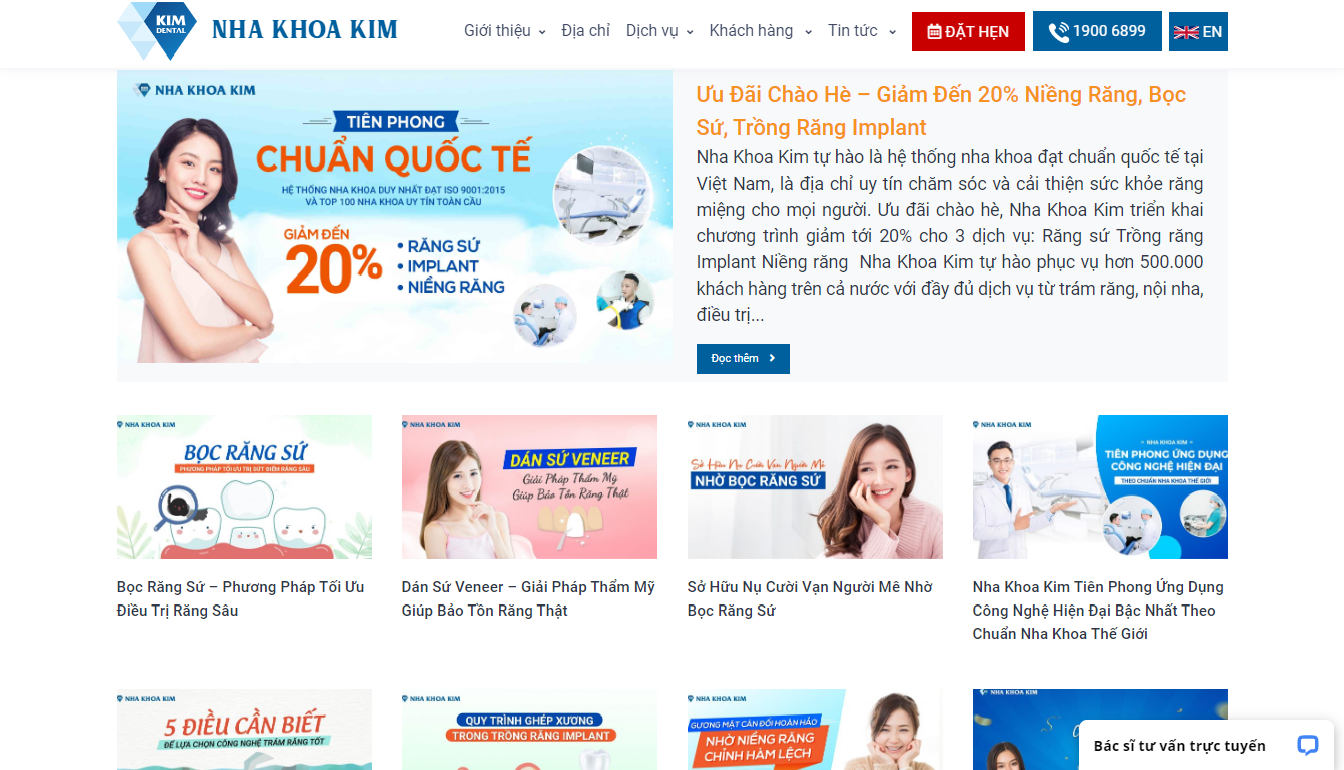 KIM
DENTAL
NHA KHOA KIM
Giới thiệu
Địa chỉ
Dịch vụ
Khách hàng
Tin tức
ĐẶT HẸN
1900 6899
EN
NHA KHOA KIM
TIÊN PHONG
CHUẨN QUỐC TẾ
HỆ THỐNG NHA KHOA DUY NHẤT ĐẠT ISO 9001:2015
VÀ TOP 100 NHA KHOA UY TÍN TOÀN CẦU
GIẢM ĐẾN
20%
• RĂNG SỨ
• IMPLANT
• NIỀNG RĂNG
Ưu Đãi Chào Hè – Giảm Đến 20% Niềng Răng, Bọc
Sứ, Trồng Răng Implant
Nha Khoa Kim tự hào là hệ thống nha khoa đạt chuẩn quốc tế tại
Việt Nam, là địa chỉ uy tín chăm sóc và cải thiện sức khỏe răng
miệng cho mọi người. Ưu đãi chào hè, Nha Khoa Kim triển khai
chương trình giảm tới 20% cho 3 dịch vụ: Răng sứ Trồng răng
Implant Niềng răng  Nha Khoa Kim tự hào phục vụ hơn 500.000
khách hàng trên cả nước với đầy đủ dịch vụ từ trám răng, nội nha,
điều trị...
Đọc thêm
NHA KHOA KIM
BỌC RĂNG SỨ
PHƯƠNG PHÁP TỐI ƯU TRỊ DỨT ĐIỂM RĂNG SÂU
NHA KHOA KIM
DÁN SỨ VENEER
Giải Pháp Thẩm Mỹ
Giúp Bảo Tồn Răng Thật
NHA KHOA KIM
Sở Hữu Nụ Cười Vạn Người Mê
NHỜ BỌC RĂNG SỨ
NHA KHOA KIM
– NHA KHOA KIM –
TIÊN PHONG ỨNG DỤNG
CÔNG NGHỆ HIỆN ĐẠI
THEO CHUẨN NHA KHOA THẾ GIỚI
Bọc Răng Sứ – Phương Pháp Tối Ưu
Điều Trị Răng Sâu
Dán Sứ Veneer – Giải Pháp Thẩm Mỹ
Giúp Bảo Tồn Răng Thật
Sở Hữu Nụ Cười Vạn Người Mê Nhờ
Bọc Răng Sứ
Nha Khoa Kim Tiên Phong Ứng Dụng
Công Nghệ Hiện Đại Bậc Nhất Theo
Chuẩn Nha Khoa Thế Giới
NHA KHOA KIM
5 ĐIỀU CẦN BIẾT
ĐỂ LỰA CHỌN CÔNG NGHỆ TRÁM RĂNG TỐT
NHA KHOA KIM
QUY TRÌNH GHÉP XƯƠNG
TRONG TRỒNG RĂNG IMPLANT
NHA KHOA KIM
GƯƠNG MẶT CÂN ĐỐI HOÀN HẢO
NHỜ NIỀNG RĂNG
CHỈNH HÀM LỆCH
NHA KHOA KIM
Bác sĩ tư vấn trực tuyến